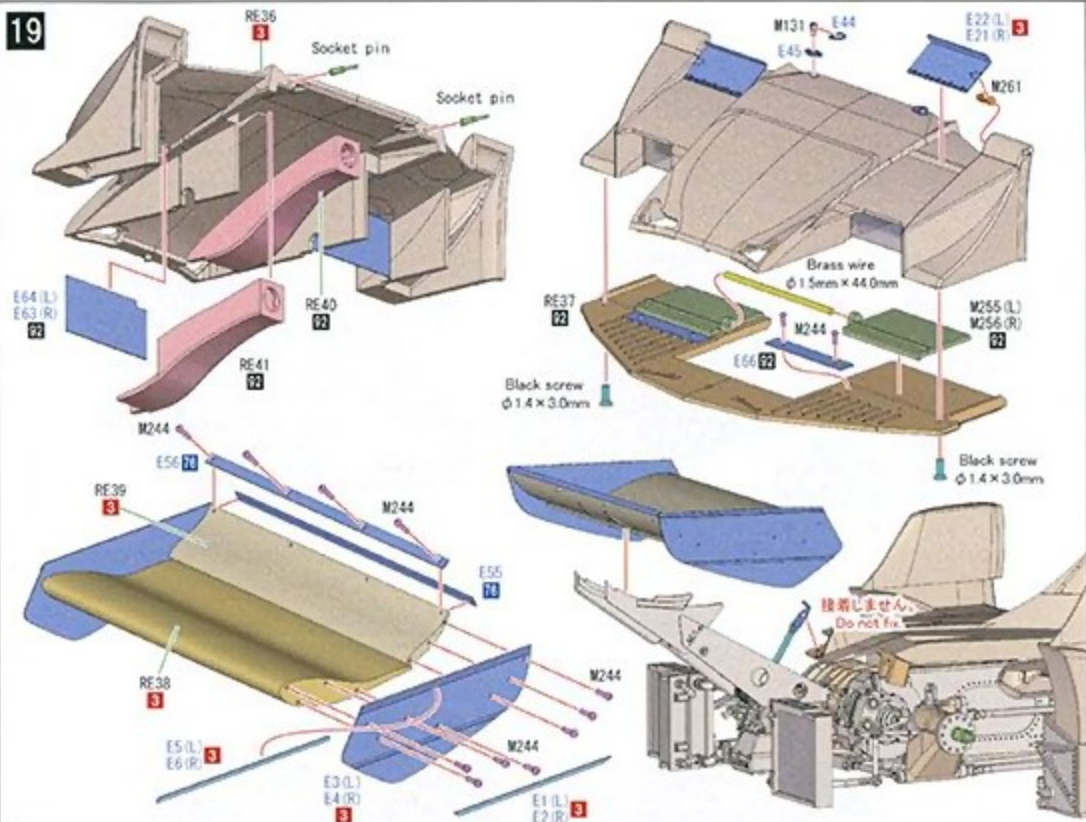 19
RE36
3
Socket pin
Socket pin
E64 (L)
E63 (R)
92
RE41
92
RE40
92
M131
E44
E45
E22 (L)
E21 (R)
3
M261
Brass wire
φ1.5mm×44.0mm
RE37
92
M244
E66 92
M255 (L)
M256 (R)
92
Black screw
φ1.4×3.0mm
Black screw
φ1.4×3.0mm
M244
E56 78
RE39
3
M244
E55
78
RE38
3
M244
M244
E5 (L)
E6 (R)
3
E3 (L)
E4 (R)
3
E1 (L)
E2 (R)
3
接着しません。
Do not fix.